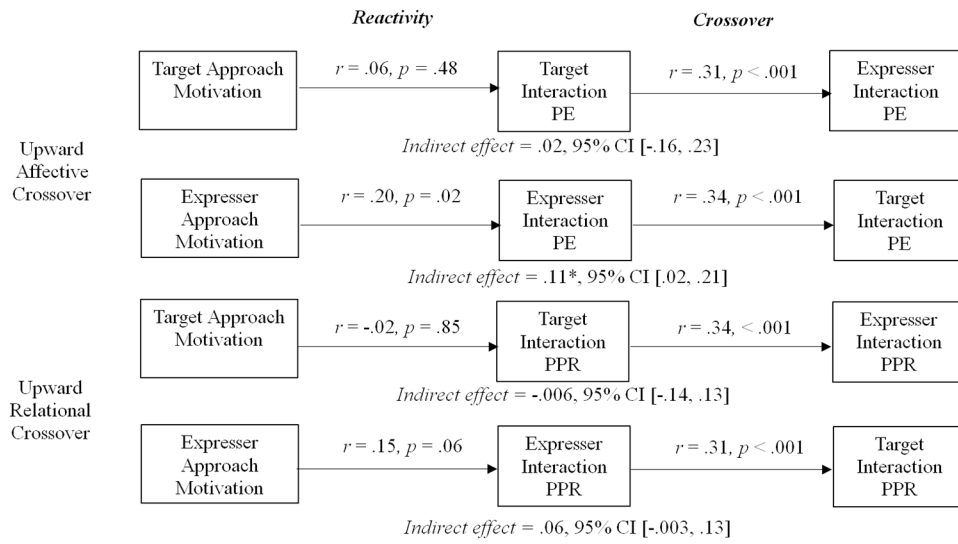 Reactivity
Crossover
Target Approach
Motivation
r = .06, p = .48
Target
Interaction
PE
r = .31, p < .001
Expresser
Interaction
PE
Indirect effect = .02, 95% CI [-.16, .23]
Upward
Affective
Crossover
Expresser
Approach
Motivation
r = .20, p = .02
Expresser
Interaction
PE
r = .34, p < .001
Target
Interaction
PE
Indirect effect = .11*, 95% CI [.02, .21]
Target Approach
Motivation
r = -.02, p = .85
Target
Interaction
PPR
r = .34, < .001
Expresser
Interaction
PPR
Indirect effect = -.006, 95% CI [-.14, .13]
Upward
Relational
Crossover
Expresser
Approach
Motivation
r = .15, p = .06
Expresser
Interaction
PPR
r = .31, p < .001
Target
Interaction
PPR
Indirect effect = .06, 95% CI [-.003, .13]